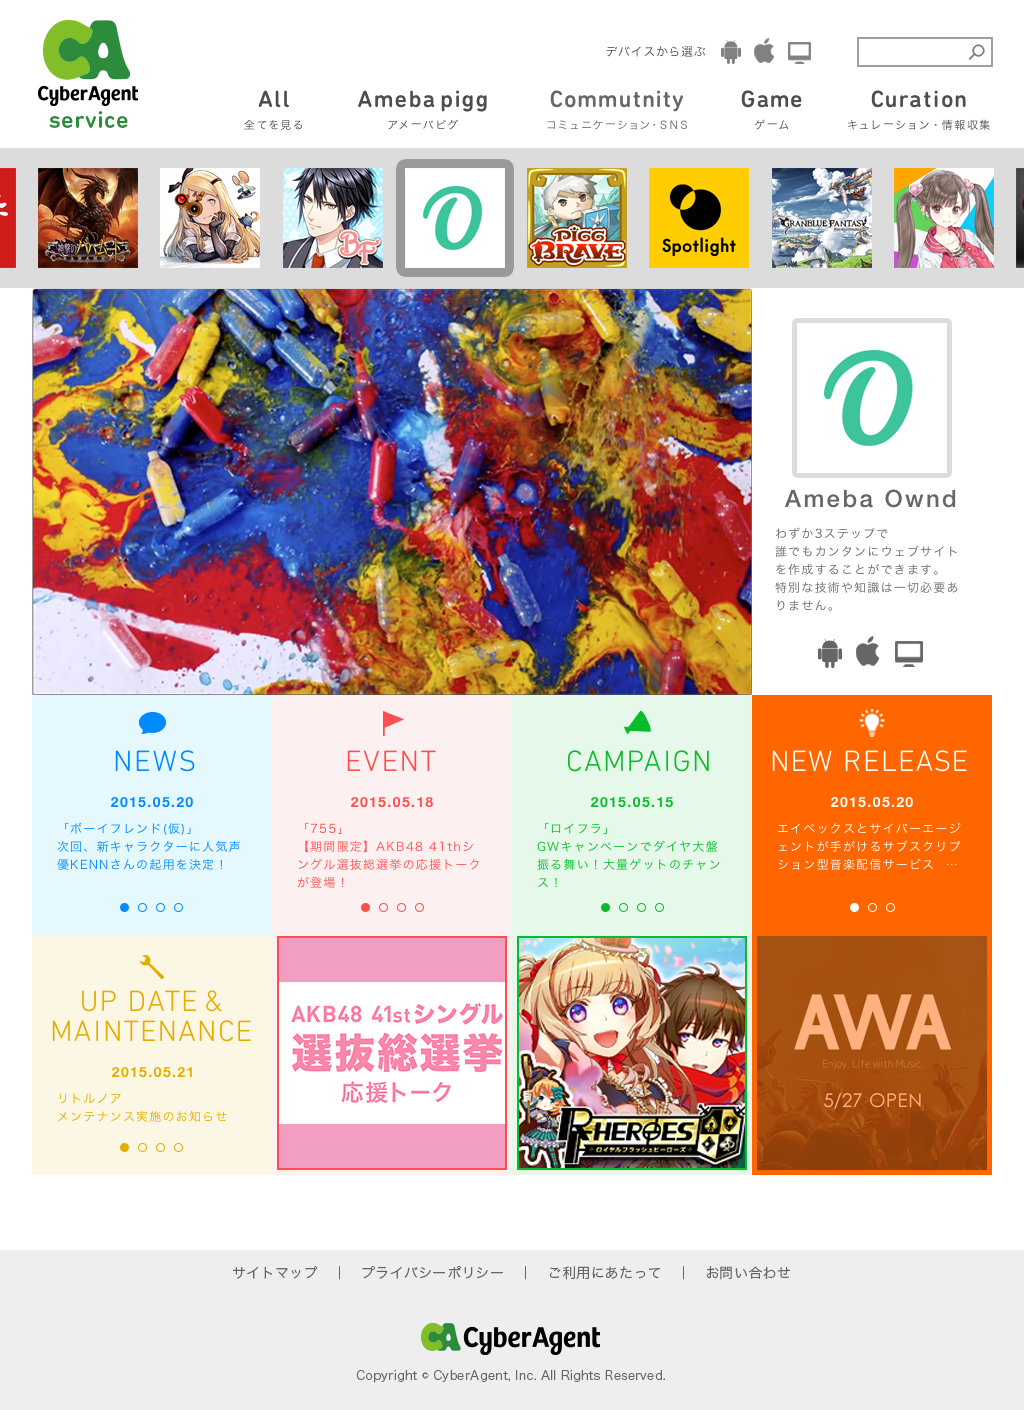 CyberAgent
service
デバイスから選ぶ
All
全てを見る
Ameba pigg
アメーバピグ
Commutnity
コミュニケーション・SNS
Game
ゲーム
Curation
キュレーション・情報収集
BF
PIGG
BRAVE
Spotlight
GRANBLUE FANTASY
Ameba Ownd
わずか3ステップで
誰でもカンタンにウェブサイト
を作成することができます。
特別な技術や知識は一切必要あ
りません。
NEWS
2015.05.20
「ボーイフレンド(仮)」
次回、新キャラクターに人気声
優KENNさんの起用を決定！
EVENT
2015.05.18
「755」
【期間限定】AKB48 41thシ
ングル選抜総選挙の応援トーク
が登場！
CAMPAIGN
2015.05.15
「ロイフラ」
GWキャンペーンでダイヤ大盤
振る舞い！大量ゲットのチャン
ス！
NEW RELEASE
2015.05.20
エイベックスとサイバーエージ
ェントが手がけるサブスクリプ
ション型音楽配信サービス …
UP DATE &
MAINTENANCE
2015.05.21
リトルノア
メンテナンス実施のお知らせ
AKB48 41stシングル
選抜総選挙
応援トーク
HEROES
ロイヤルフラッシュヒーローズ
AWA
Enjoy, Life with Music.
5/27 OPEN
サイトマップ ｜ プライバシーポリシー ｜ ご利用にあたって ｜ お問い合わせ
CyberAgent
Copyright © CyberAgent, Inc. All Rights Reserved.